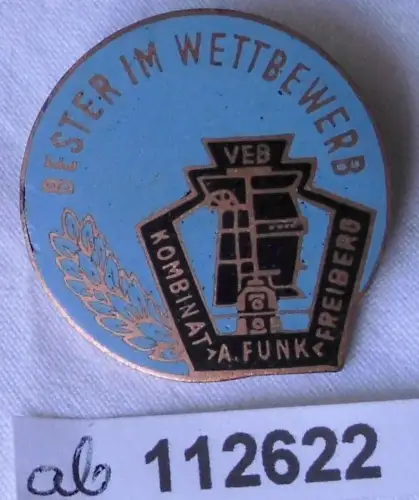 BESTER IM WETTBEWERB
VEB
KOMBINAT >A.FUNK< FREIBERG
ab 112622